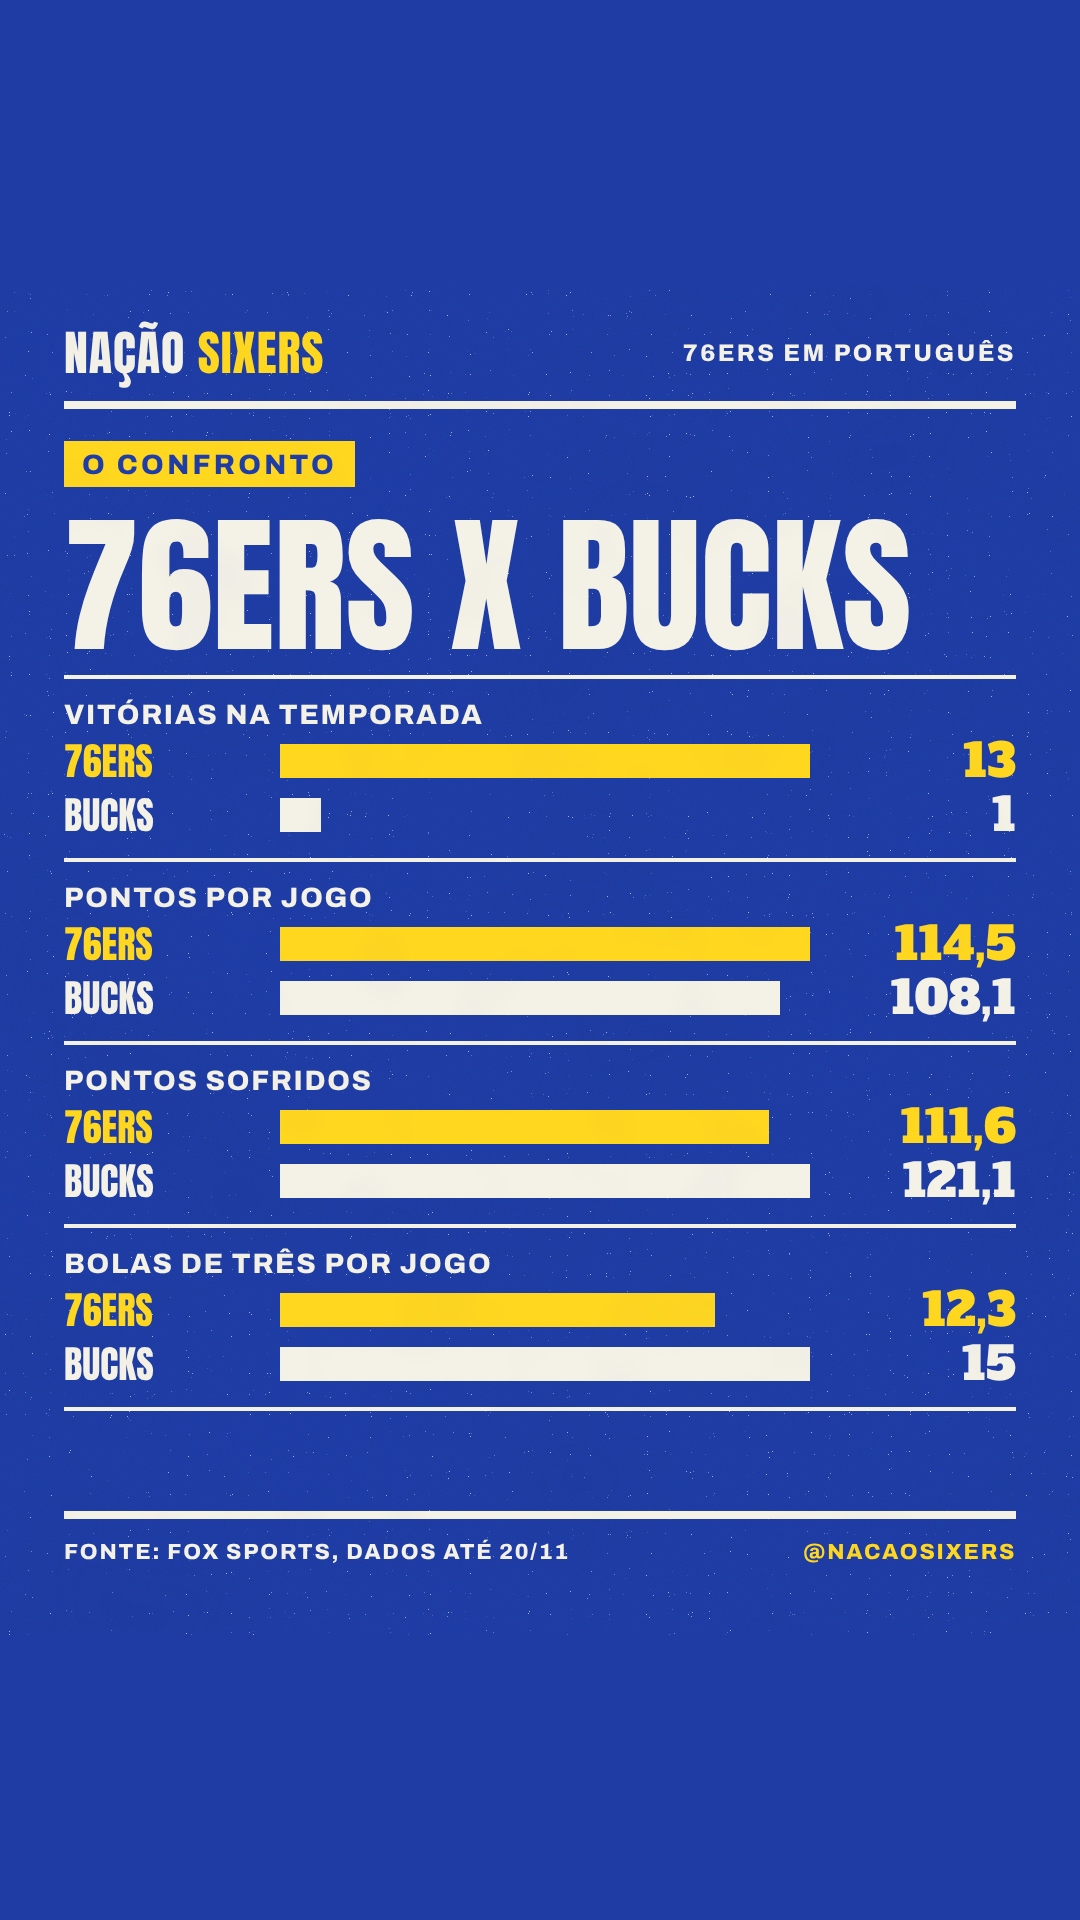 NAÇÃO SIXERS
76ERS EM PORTUGUÊS
O CONFRONTO
76ERS X BUCKS
VITÓRIAS NA TEMPORADA
76ERS 13
BUCKS 1
PONTOS POR JOGO
76ERS 114,5
BUCKS 108,1
PONTOS SOFRIDOS
76ERS 111,6
BUCKS 121,1
BOLAS DE TRÊS POR JOGO
76ERS 12,3
BUCKS 15
FONTE: FOX SPORTS, DADOS ATÉ 20/11
@NACAOSIXERS